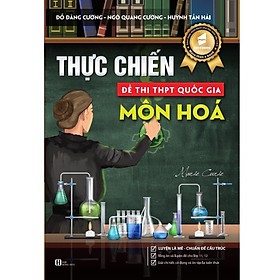 ĐỖ ĐĂNG CƯỜNG - NGÔ QUANG CƯỜNG - HUỲNH TẤN HẢI
THỰC CHIẾN
ĐỀ THI THPT QUỐC GIA
MÔN HOÁ
Marie Curie
LUYỆN LÀ MÊ - CHUẨN ĐỀ CẤU TRÚC